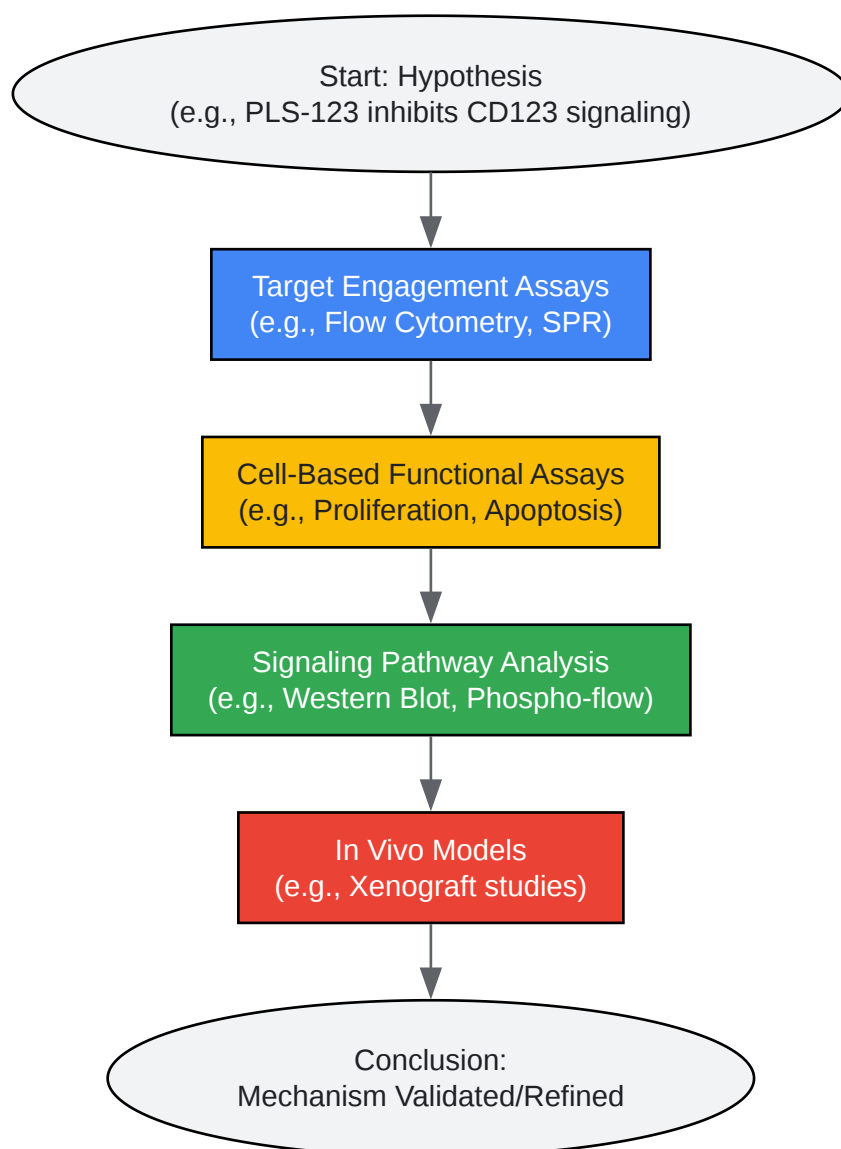 Start: Hypothesis
(e.g., PLS-123 inhibits CD123 signaling)
Target Engagement Assays
(e.g., Flow Cytometry, SPR)
Cell-Based Functional Assays
(e.g., Proliferation, Apoptosis)
Signaling Pathway Analysis
(e.g., Western Blot, Phospho-flow)
In Vivo Models
(e.g., Xenograft studies)
Conclusion:
Mechanism Validated/Refined